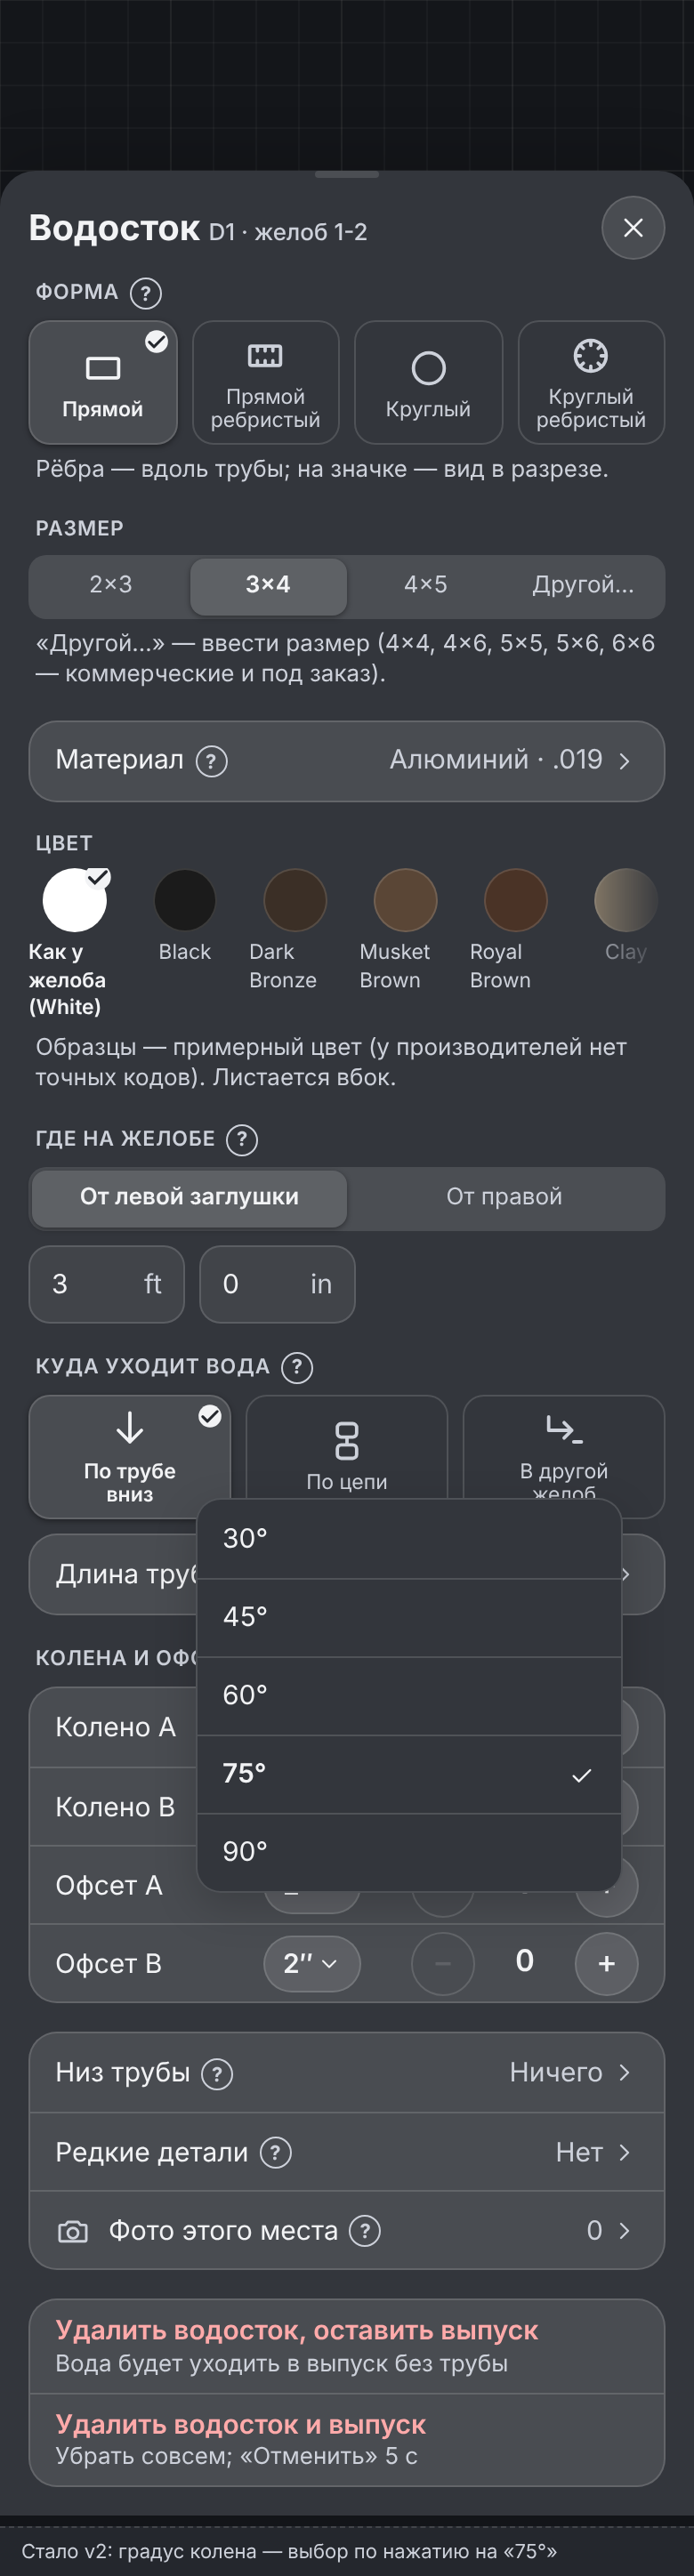 Водосток D1 · желоб 1-2
ФОРМА ?
Прямой
Прямой
ребристый
Круглый
Круглый
ребристый
Рёбра — вдоль трубы; на значке — вид в разрезе.
РАЗМЕР
2×3 3×4 4×5 Другой...
«Другой...» — ввести размер (4×4, 4×6, 5×5, 5×6, 6×6
— коммерческие и под заказ).
Материал ? Алюминий · .019
ЦВЕТ
Как у
желоба
(White)
Black
Dark
Bronze
Musket
Brown
Royal
Brown
Clay
Образцы — примерный цвет (у производителей нет
точных кодов). Листается вбок.
ГДЕ НА ЖЕЛОБЕ ?
От левой заглушки От правой
3 ft 0 in
КУДА УХОДИТ ВОДА ?
По трубе
вниз
По цепи
В другой
желоб
Длина
КОЛЕНА И
30°
45°
60°
75°
90°
Колено A
Колено B
Офсет A
Офсет B 2″ − 0 +
Низ трубы ? Ничего
Редкие детали ? Нет
Фото этого места ? 0
Удалить водосток, оставить выпуск
Вода будет уходить в выпуск без трубы
Удалить водосток и выпуск
Убрать совсем; «Отменить» 5 с
Стало v2: градус колена — выбор по нажатию на «75°»